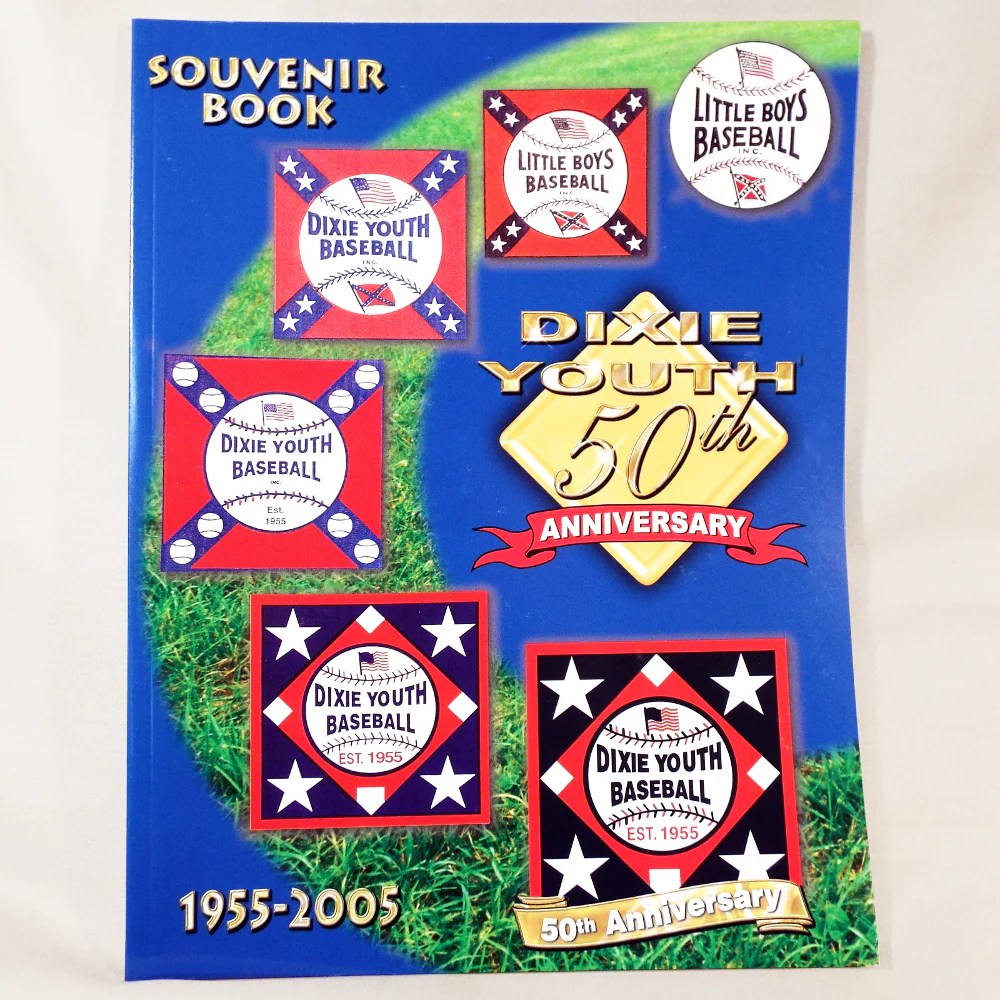 SOUVENIR
BOOK
LITTLE BOYS
BASEBALL
INC.
LITTLE BOYS
BASEBALL
INC.
DIXIE YOUTH
BASEBALL
INC.
DIXIE
YOUTH
50th
ANNIVERSARY
DIXIE YOUTH
BASEBALL
INC.
Est.
1955
DIXIE YOUTH
BASEBALL
EST. 1955
DIXIE YOUTH
BASEBALL
EST. 1955
50th Anniversary
1955-2005